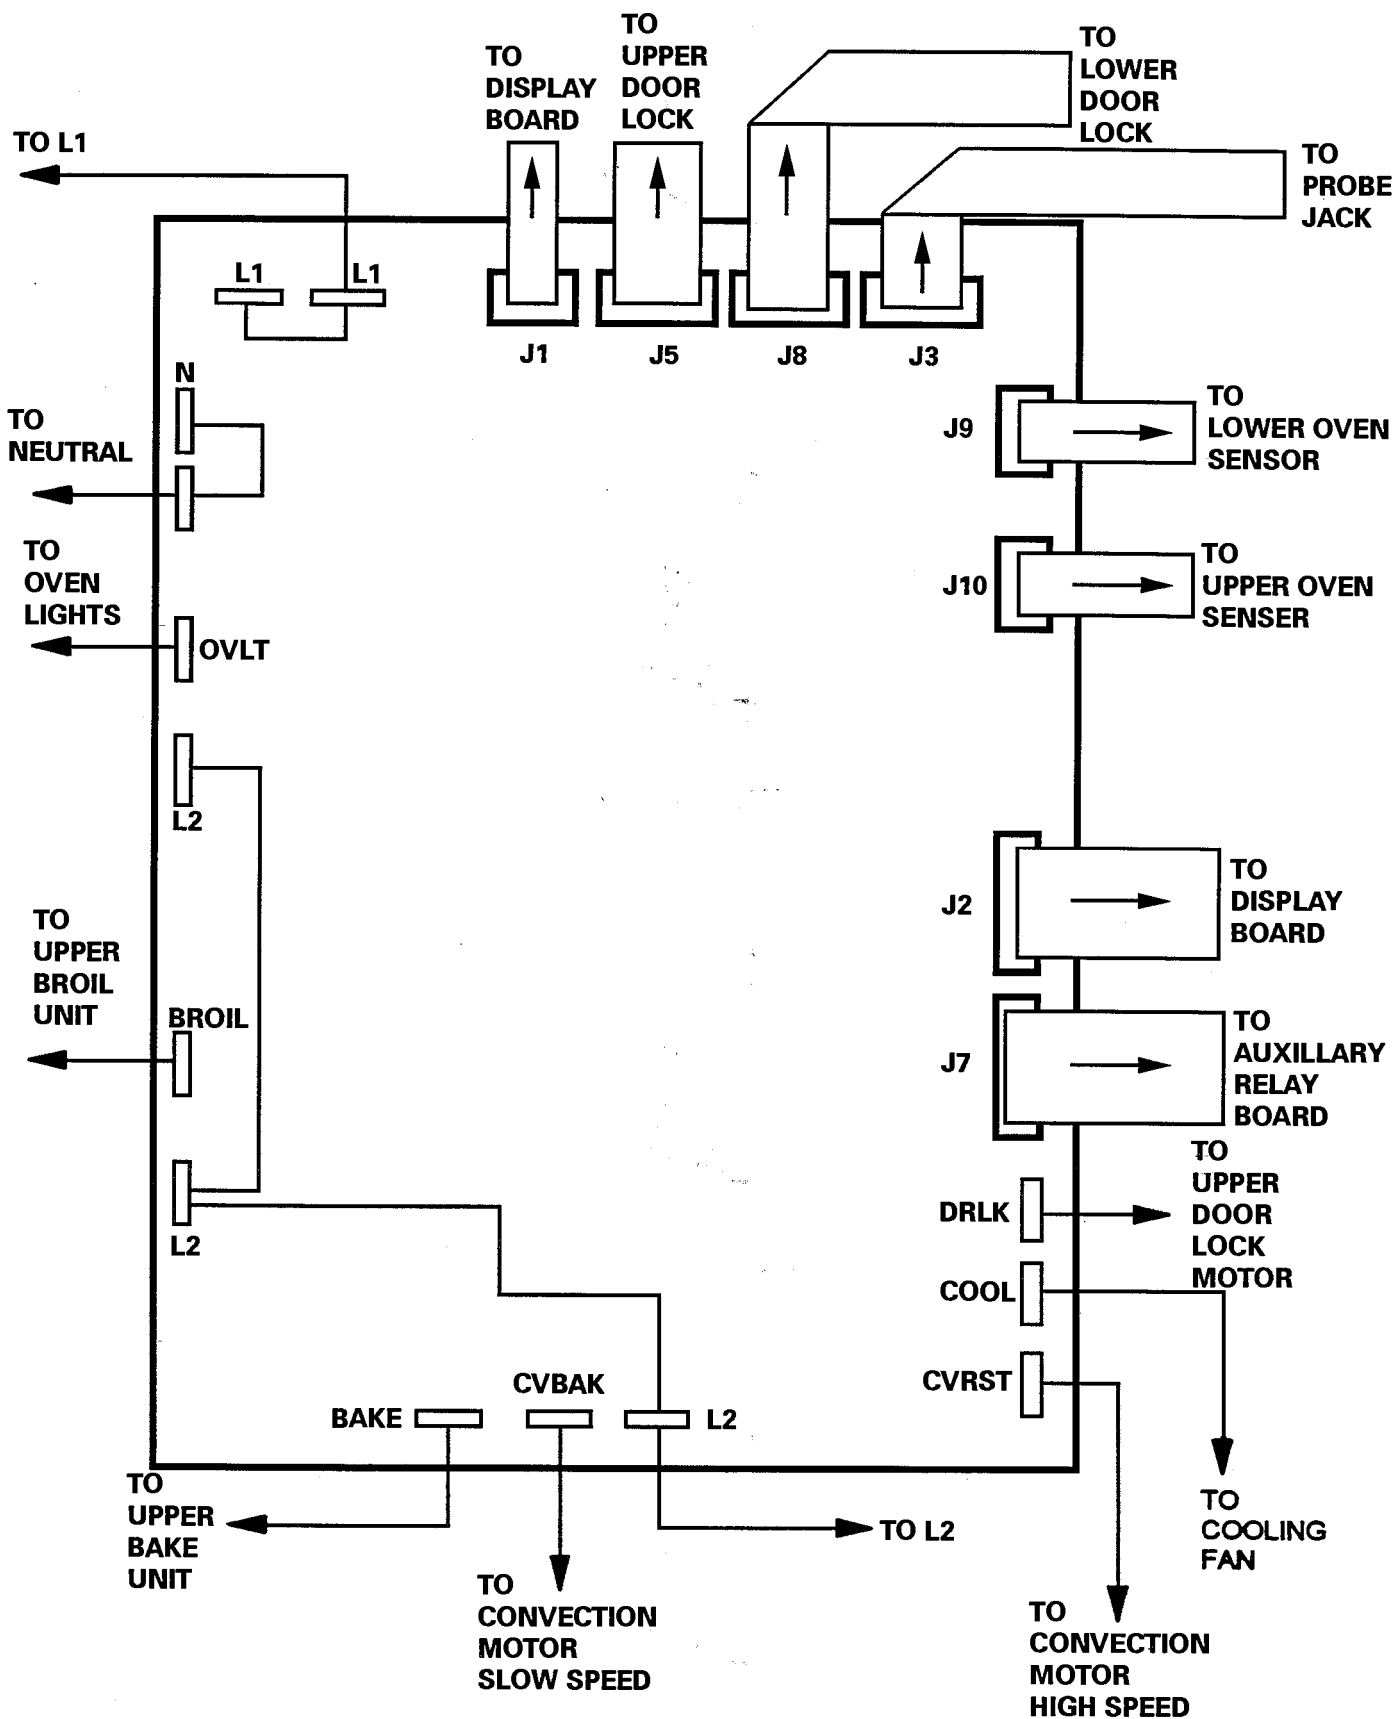 TO
DISPLAY
BOARD
TO
UPPER
DOOR
LOCK
TO
LOWER
DOOR
LOCK
TO
PROBE
JACK
TO L1
L1
L1
J1
J5
J8
J3
N
TO
NEUTRAL
J9
TO
LOWER OVEN
SENSOR
TO
OVEN
LIGHTS
OVLT
J10
TO
UPPER OVEN
SENSER
L2
J2
TO
DISPLAY
BOARD
TO
UPPER
BROIL
UNIT
BROIL
J7
TO
AUXILLARY
RELAY
BOARD
L2
DRLK
TO
UPPER
DOOR
LOCK
MOTOR
COOL
CVRST
BAKE
CVBAK
L2
TO
UPPER
BAKE
UNIT
TO
CONVECTION
MOTOR
SLOW SPEED
TO L2
TO
COOLING
FAN
TO
CONVECTION
MOTOR
HIGH SPEED